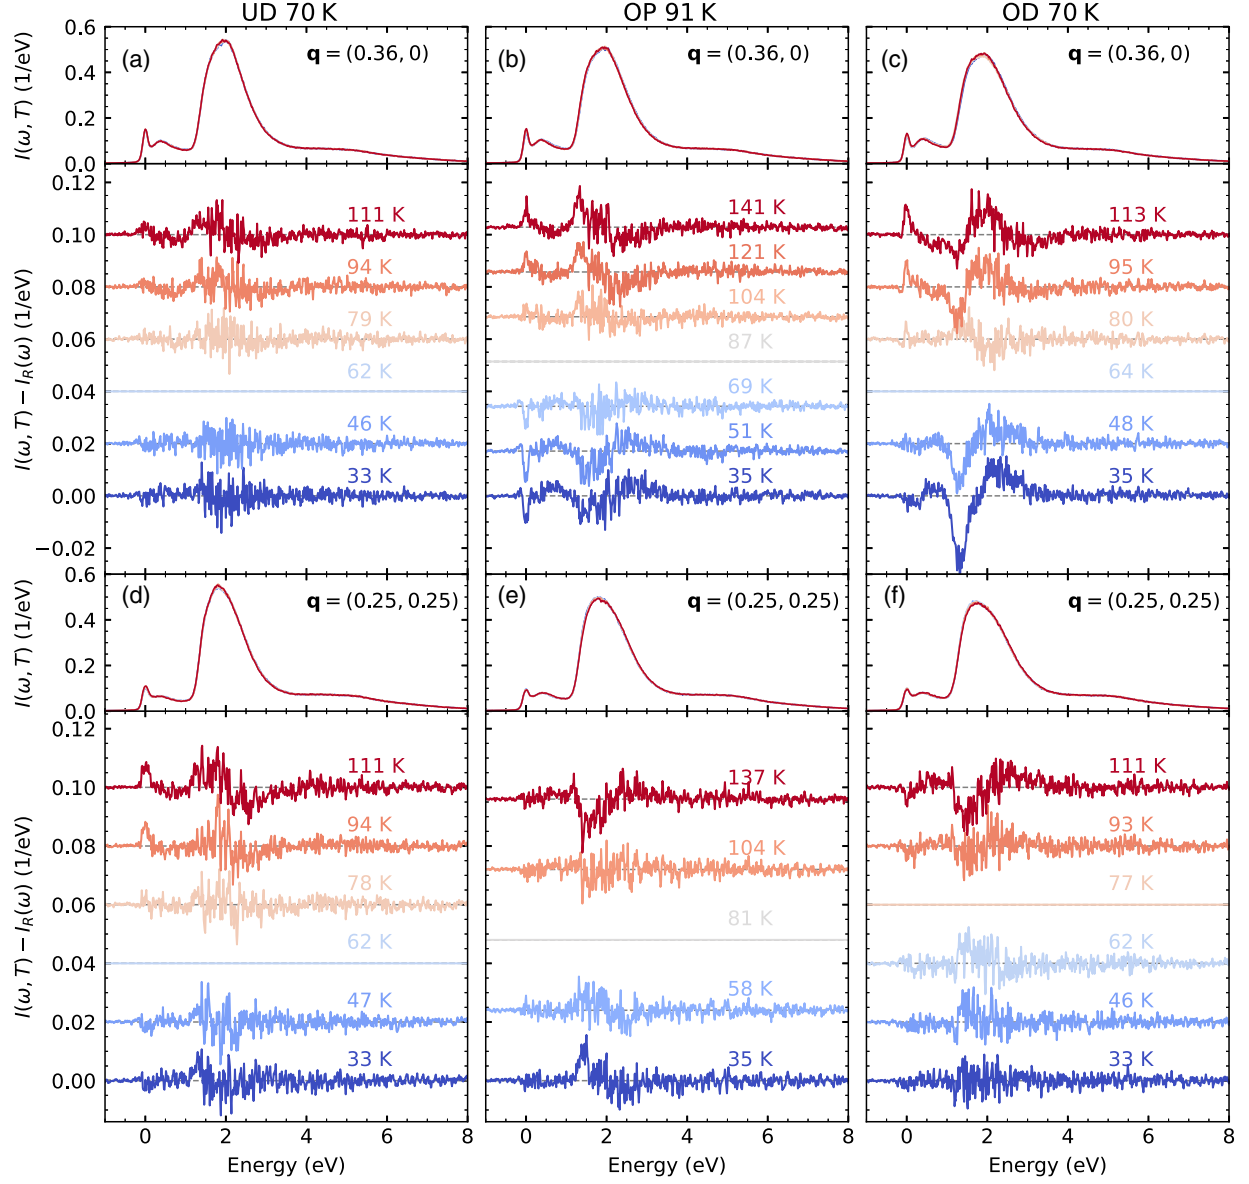 UD 70 K
OP 91 K
OD 70 K
(a)
q = (0.36, 0)
(b)
q = (0.36, 0)
(c)
q = (0.36, 0)
I(ω, T) (1/eV)
0.6
0.4
0.2
0.0
I(ω, T) − I_R(ω) (1/eV)
0.12
0.10
0.08
0.06
0.04
0.02
0.00
−0.02
111 K
94 K
79 K
62 K
46 K
33 K
141 K
121 K
104 K
87 K
69 K
51 K
35 K
113 K
95 K
80 K
64 K
48 K
35 K
(d)
q = (0.25, 0.25)
(e)
q = (0.25, 0.25)
(f)
q = (0.25, 0.25)
I(ω, T) (1/eV)
0.6
0.4
0.2
0.0
I(ω, T) − I_R(ω) (1/eV)
0.12
0.10
0.08
0.06
0.04
0.02
0.00
111 K
94 K
78 K
62 K
47 K
33 K
137 K
104 K
81 K
58 K
35 K
111 K
93 K
77 K
62 K
46 K
33 K
0 2 4 6 8
0 2 4 6 8
0 2 4 6 8
Energy (eV)
Energy (eV)
Energy (eV)